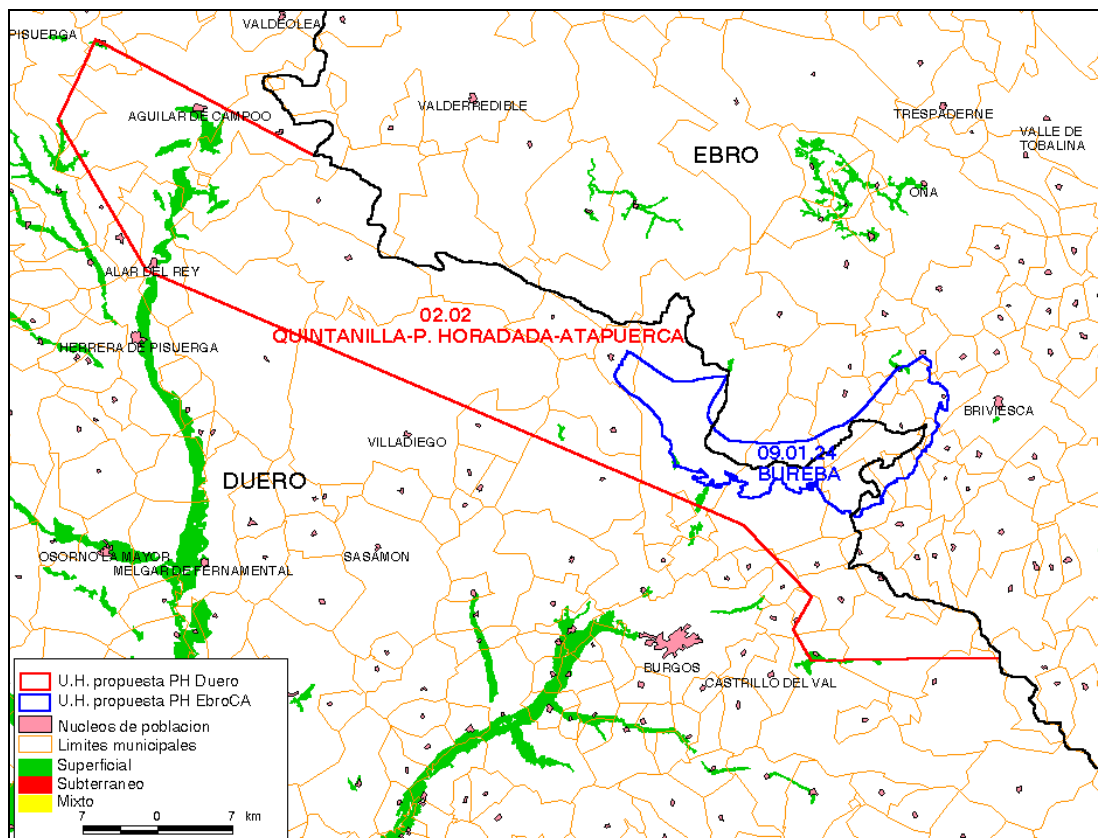 VALDEOLEA
PISUERGA
AGUILAR DE CAMPOO
VALDERREDIBLE
TRESPADERNE
VALLE DE
TOBALINA
EBRO
OÑA
ALAR DEL REY
02.02
QUINTANILLA-P. HORADADA-ATAPUERCA
HERRERA DE PISUERGA
BRIVIESCA
VILLADIEGO
09.01.24
BUREBA
DUERO
OSORNO LA MAYOR
SASAMON
MELGAR DE FERNAMENTAL
BURGOS
CASTRILLO DEL VAL
U.H. propuesta PH Duero
U.H. propuesta PH EbroCA
Nucleos de poblacion
Limites municipales
Superficial
Subterraneo
Mixto
7 0 7 km